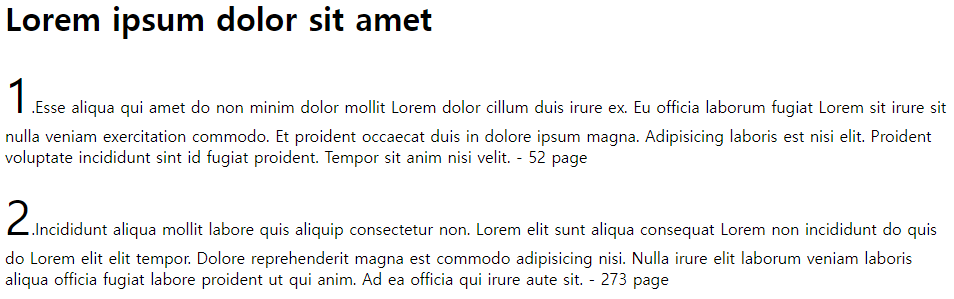 Lorem ipsum dolor sit amet
1.Esse aliqua qui amet do non minim dolor mollit Lorem dolor cillum duis irure ex. Eu officia laborum fugiat Lorem sit irure sit
nulla veniam exercitation commodo. Et proident occaecat duis in dolore ipsum magna. Adipisicing laboris est nisi elit. Proident
voluptate incididunt sint id fugiat proident. Tempor sit anim nisi velit. - 52 page
2.Incididunt aliqua mollit labore quis aliquip consectetur non. Lorem elit sunt aliqua consequat Lorem non incididunt do quis
do Lorem elit elit tempor. Dolore reprehenderit magna est commodo adipisicing nisi. Nulla irure elit laborum veniam laboris
aliqua officia fugiat labore proident ut qui anim. Ad ea officia qui irure aute sit. - 273 page